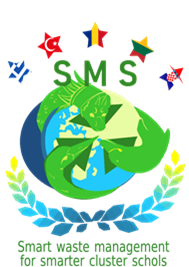 SMS
Smart waste management
for smarter cluster schols